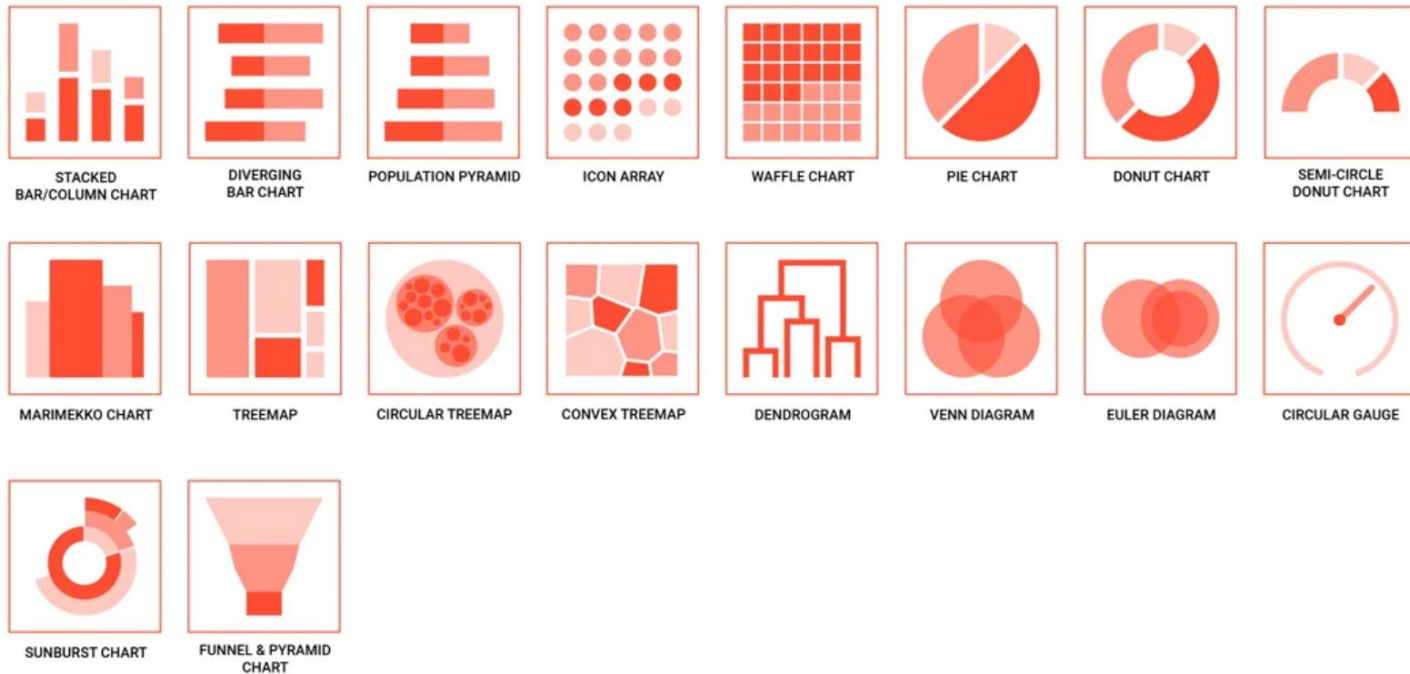 STACKED
BAR/COLUMN CHART
DIVERGING
BAR CHART
POPULATION PYRAMID
ICON ARRAY
WAFFLE CHART
PIE CHART
DONUT CHART
SEMI-CIRCLE
DONUT CHART
MARIMEKKO CHART
TREEMAP
CIRCULAR TREEMAP
CONVEX TREEMAP
DENDROGRAM
VENN DIAGRAM
EULER DIAGRAM
CIRCULAR GAUGE
SUNBURST CHART
FUNNEL & PYRAMID
CHART